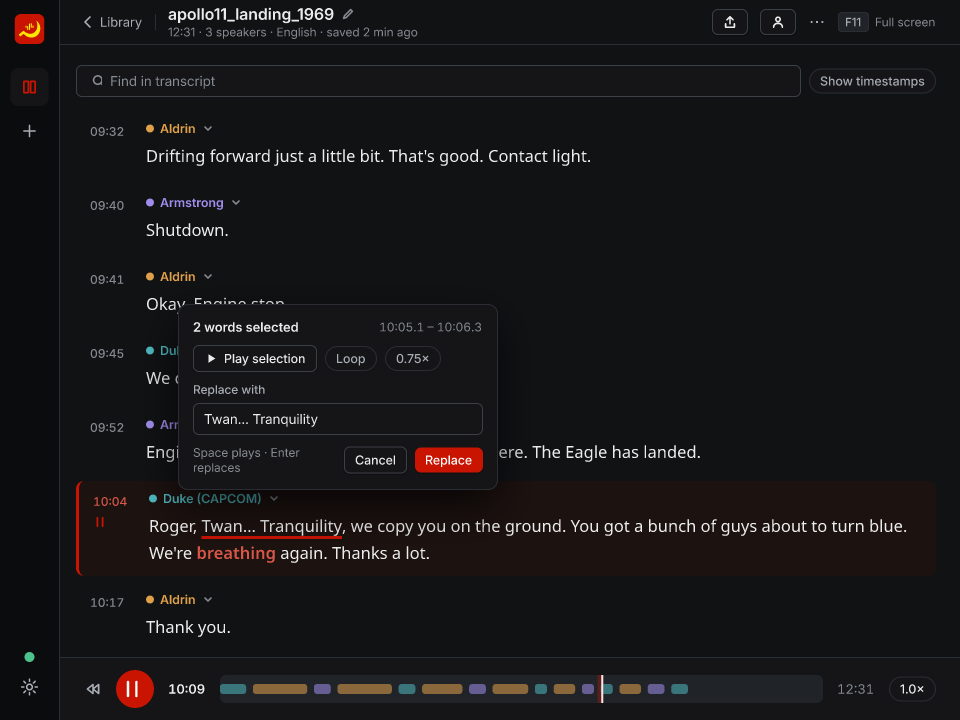 Library
apollo11_landing_1969
12:31 · 3 speakers · English · saved 2 min ago
F11 Full screen
Find in transcript
Show timestamps
09:32 Aldrin
Drifting forward just a little bit. That's good. Contact light.
09:40 Armstrong
Shutdown.
09:41 Aldrin
Okay. Engine stop.
09:45
We
09:52
ere. The Eagle has landed.
2 words selected 10:05.1 – 10:06.3
Play selection Loop 0.75×
Replace with
Twan... Tranquility
Space plays · Enter
replaces
Cancel Replace
10:04 Duke (CAPCOM)
Roger, Twan... Tranquility, we copy you on the ground. You got a bunch of guys about to turn blue.
We're breathing again. Thanks a lot.
10:17 Aldrin
Thank you.
10:09 12:31 1.0×